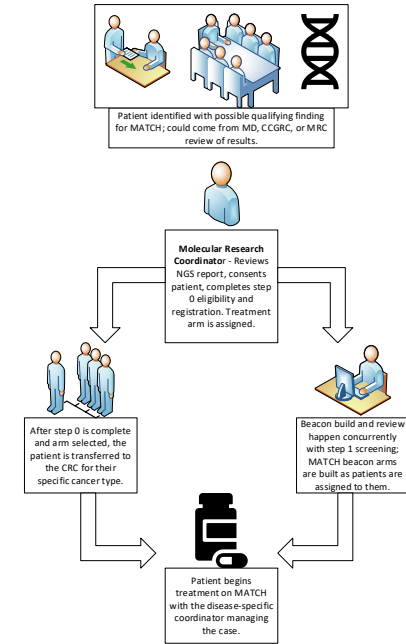 Patient identified with possible qualifying finding
for MATCH; could come from MD, CCGRC, or MRC
review of results.
Molecular Research
Coordinator - Reviews
NGS report, consents
patient, completes step
0 eligibility and
registration. Treatment
arm is assigned.
After step 0 is complete
and arm selected, the
patient is transferred to
the CRC for their
specific cancer type.
Beacon build and review
happen concurrently
with step 1 screening;
MATCH beacon arms
are built as patients are
assigned to them.
Patient begins
treatment on MATCH
with the disease-specific
coordinator managing
the case.